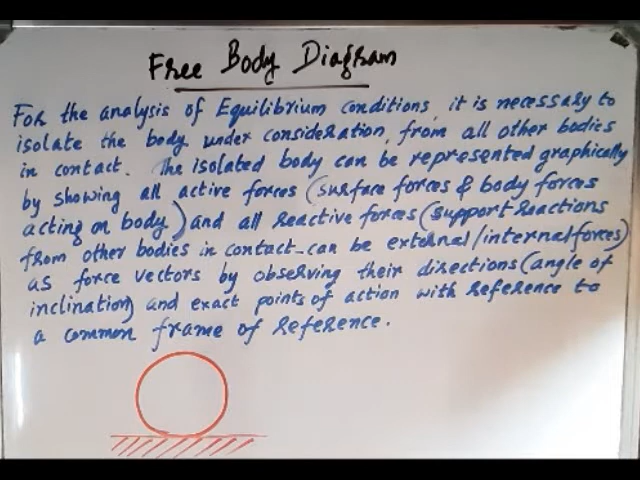 Free Body Diagram
For the analysis of Equilibrium conditions, it is necessary to
isolate the body under consideration, from all other bodies
in contact. The isolated body can be represented graphically
by showing all active forces (surface forces & body forces
acting on body) and all reactive forces (support reactions
from other bodies in contact - can be external/internal forces)
as force vectors by observing their directions (angle of
inclination) and exact points of action with reference to
a common frame of reference.